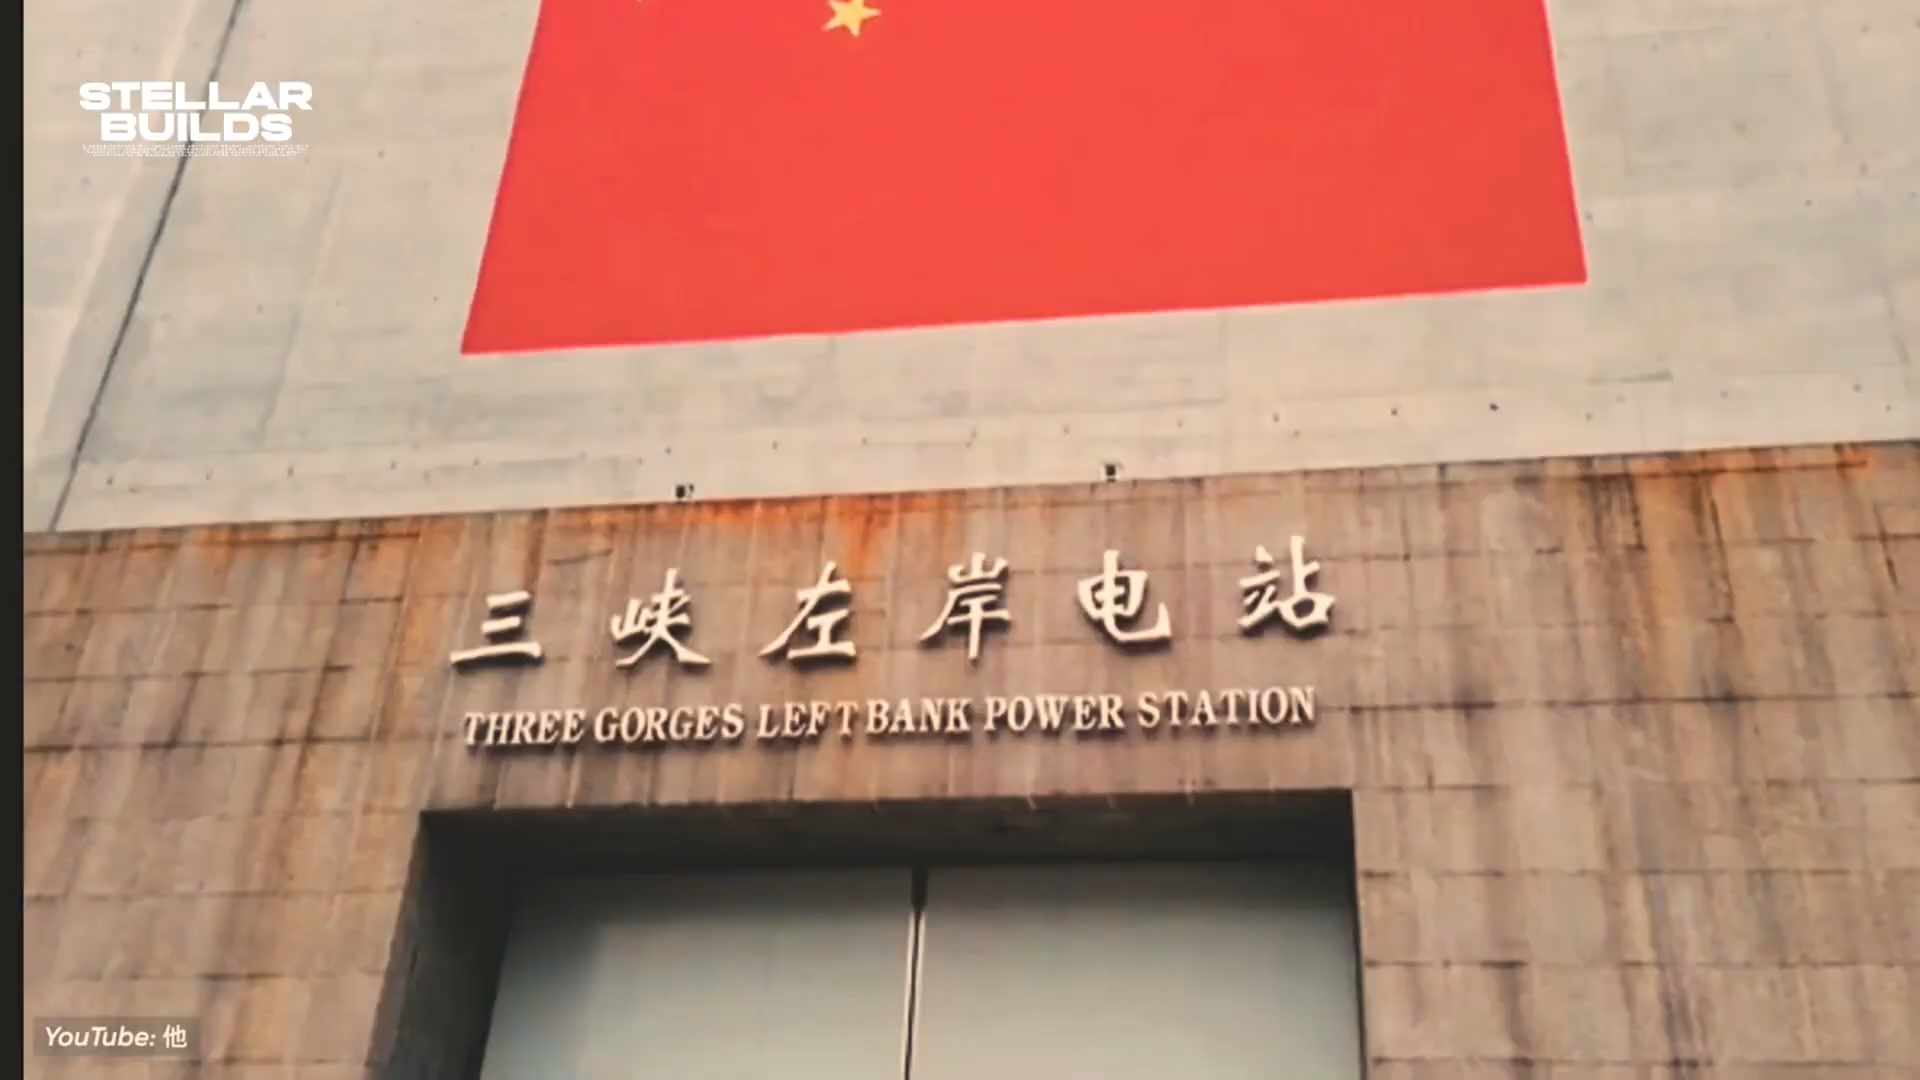 STELLAR
BUILDS
三峡左岸电站
THREE GORGES LEFT BANK POWER STATION
YouTube: 他